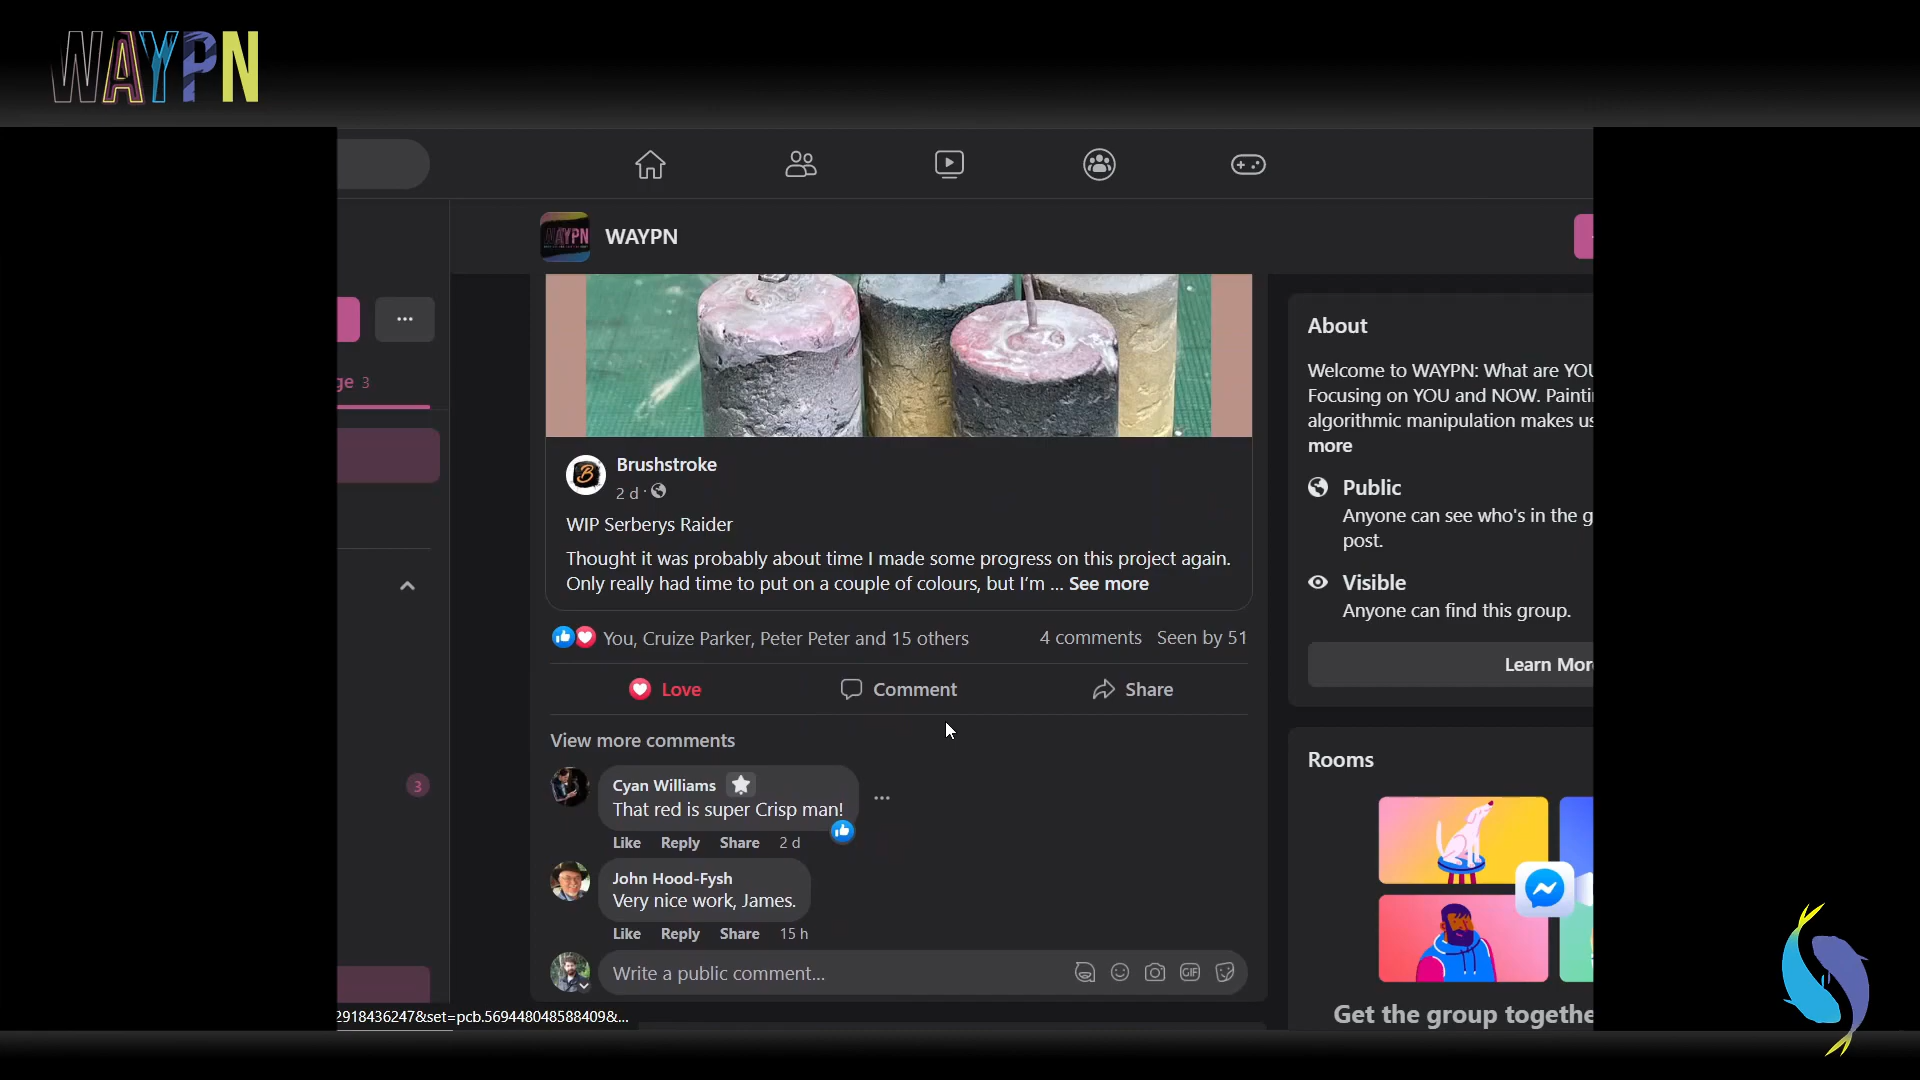 WAYPN
WAYPN
WAYPN
ge 3
3
Brushstroke
2 d ·
WIP Serberys Raider
Thought it was probably about time I made some progress on this project again.
Only really had time to put on a couple of colours, but I'm ... See more
You, Cruize Parker, Peter Peter and 15 others
4 comments Seen by 51
Love
Comment
Share
View more comments
Cyan Williams
That red is super Crisp man!
Like Reply Share 2 d
John Hood-Fysh
Very nice work, James.
Like Reply Share 15 h
Write a public comment...
GIF
2918436247&set=pcb.569448048588409&...
About
Welcome to WAYPN: What are YOU
Focusing on YOU and NOW. Painti
algorithmic manipulation makes us
more
Public
Anyone can see who's in the g
post.
Visible
Anyone can find this group.
Learn More
Rooms
Get the group togethe